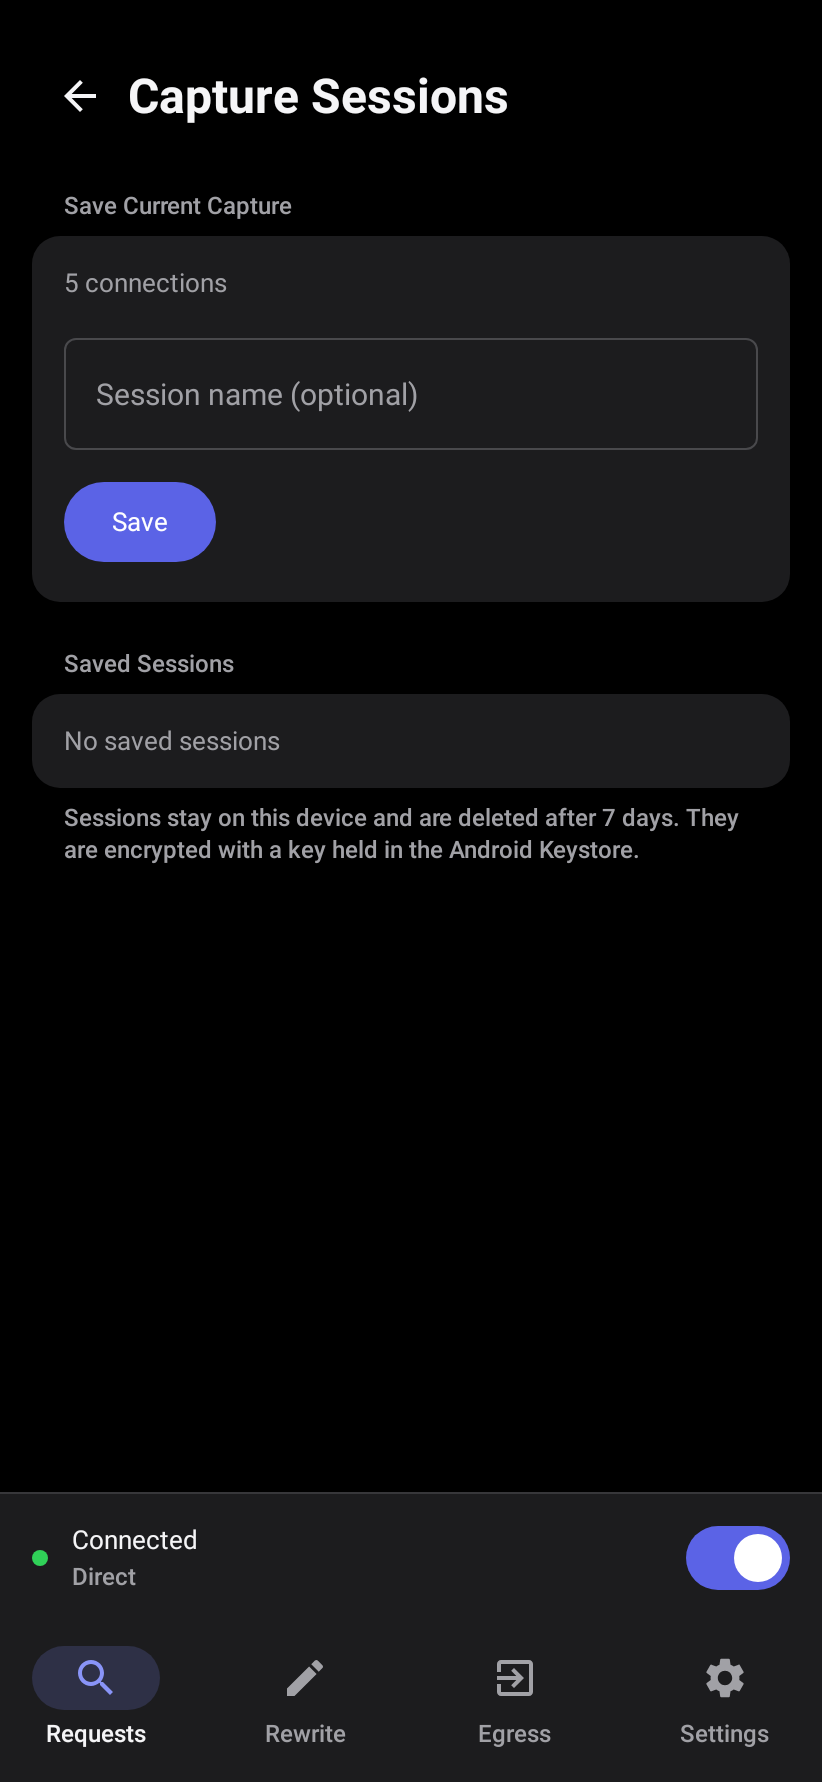 Capture Sessions
Save Current Capture
5 connections
Session name (optional)
Save
Saved Sessions
No saved sessions
Sessions stay on this device and are deleted after 7 days. They
are encrypted with a key held in the Android Keystore.
Connected
Direct
Requests
Rewrite
Egress
Settings